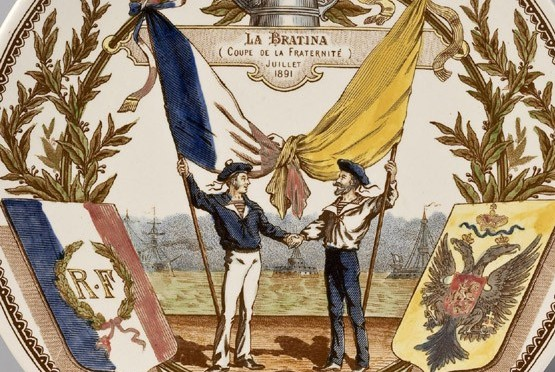 LA BRATINA
( COUPE DE LA FRATERNITÉ )
JUILLET
1891
R·F